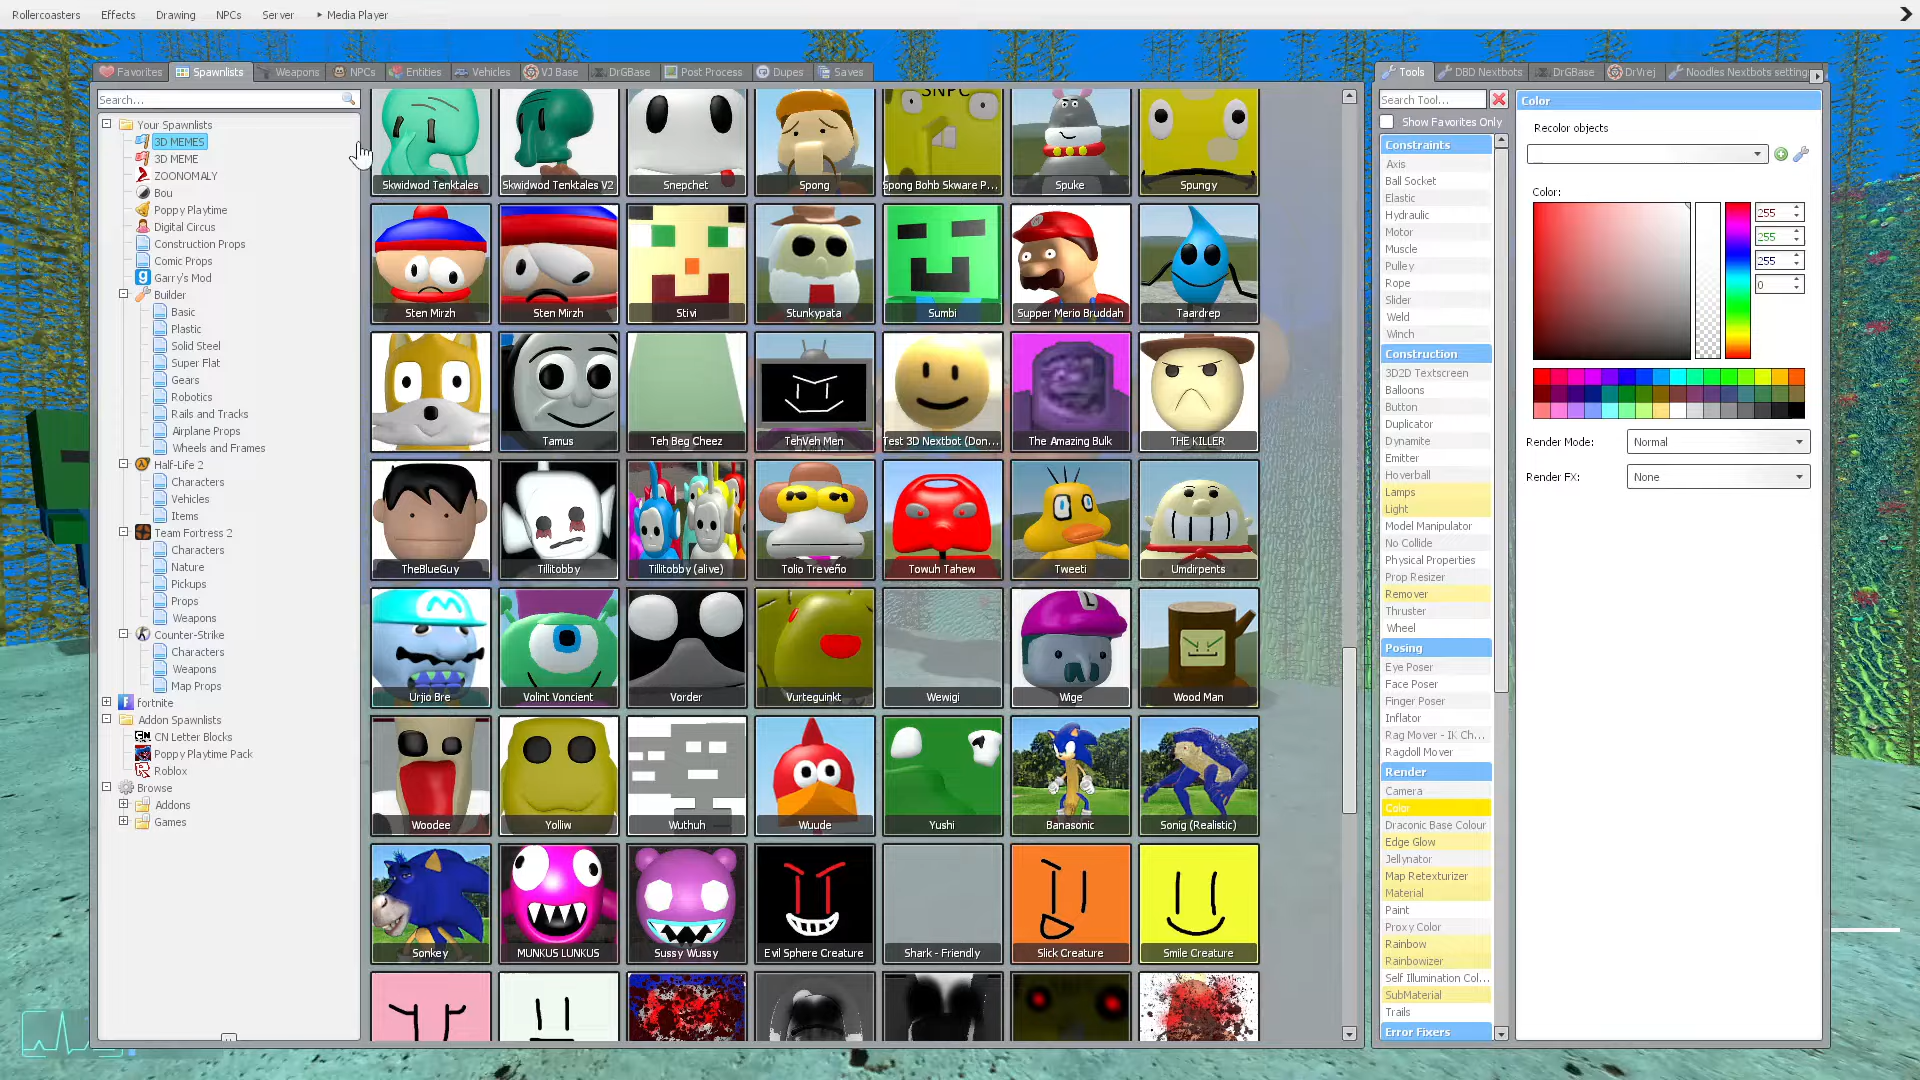 Rollercoasters Effects Drawing NPCs Server Media Player
Favorites Spawnlists Weapons NPCs Entities Vehicles VJ Base DrGBase Post Process Dupes Saves
Search...
Your Spawnlists
3D MEMES
3D MEME
ZOONOMALY
Bou
Poppy Playtime
Digital Circus
Construction Props
Comic Props
Garry's Mod
Builder
Basic
Plastic
Solid Steel
Super Flat
Gears
Robotics
Rails and Tracks
Airplane Props
Wheels and Frames
Half-Life 2
Characters
Vehicles
Items
Team Fortress 2
Characters
Nature
Pickups
Props
Weapons
Counter-Strike
Characters
Weapons
Map Props
fortnite
Addon Spawnlists
CN Letter Blocks
Poppy Playtime Pack
Roblox
Browse
Addons
Games
SNPC
Skwidwod Tenktales Skwidwod Tenktales V2 Snepchet Spong Spong Bohb Skware P... Spuke Spungy
Sten Mirzh Sten Mirzh Stivi Stunkypata Sumbi Supper Merio Bruddah Taardrep
Tamus Teh Beg Cheez TehVeh Men Test 3D Nextbot (Don... The Amazing Bulk THE KILLER
TheBlueGuy Tillitobby Tillitobby (alive) Tolio Treveño Towuh Tahew Tweeti Umdirpents
Urjio Bre Volint Voncient Vorder Vurteguinkt Wewigi Wige Wood Man
Woodee Yolliw Wuthuh Wuude Yushi Banasonic Sonig (Realistic)
Sonkey MUNKUS LUNKUS Sussy Wussy Evil Sphere Creature Shark - Friendly Slick Creature Smile Creature
Tools DBD Nextbots DrGBase DrVrej Noodles Nextbots setting
Search Tool...
Show Favorites Only
Constraints
Axis
Ball Socket
Elastic
Hydraulic
Motor
Muscle
Pulley
Rope
Slider
Weld
Winch
Construction
3D2D Textscreen
Balloons
Button
Duplicator
Dynamite
Emitter
Hoverball
Lamps
Light
Model Manipulator
No Collide
Physical Properties
Prop Resizer
Remover
Thruster
Wheel
Posing
Eye Poser
Face Poser
Finger Poser
Inflator
Rag Mover - IK Ch...
Ragdoll Mover
Render
Camera
Color
Draconic Base Colour
Edge Glow
Jellynator
Map Retexturizer
Material
Paint
Proxy Color
Rainbow
Rainbowizer
Self Illumination Col...
SubMaterial
Trails
Error Fixers
Color
Recolor objects
Color:
255
255
255
0
Render Mode: Normal
Render FX: None